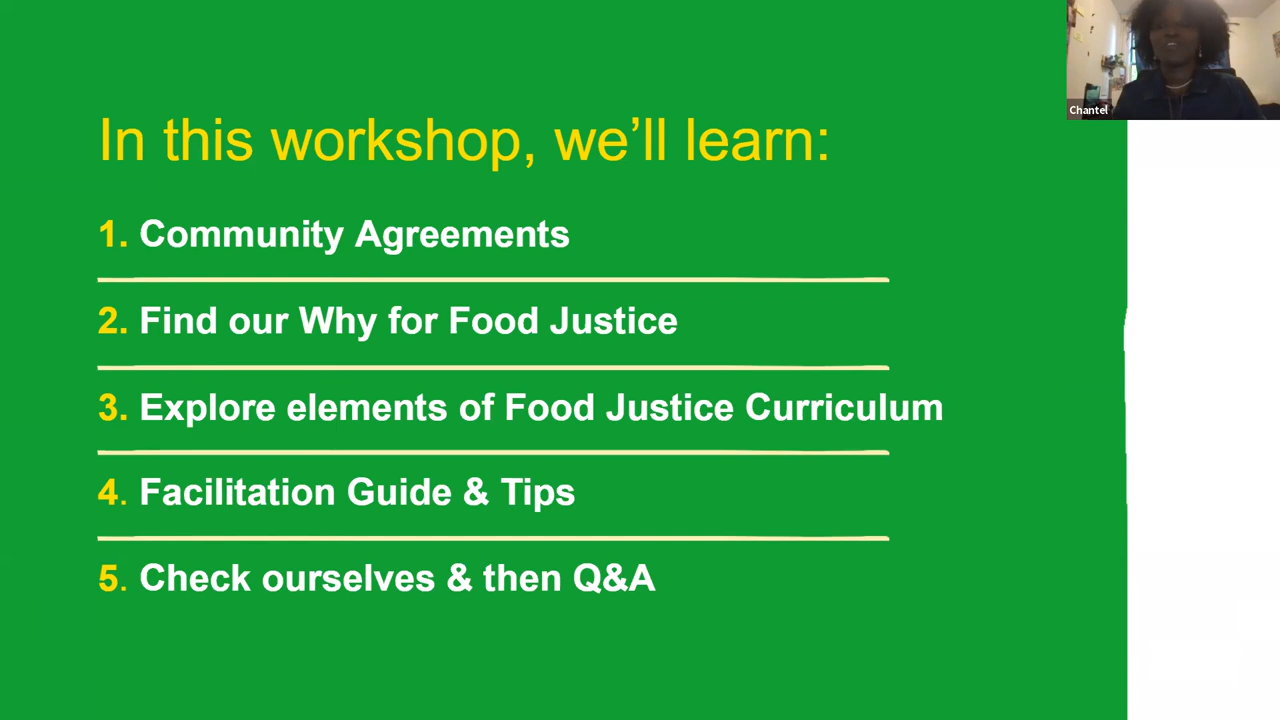 Chantel
In this workshop, we’ll learn:
1. Community Agreements
2. Find our Why for Food Justice
3. Explore elements of Food Justice Curriculum
4. Facilitation Guide & Tips
5. Check ourselves & then Q&A